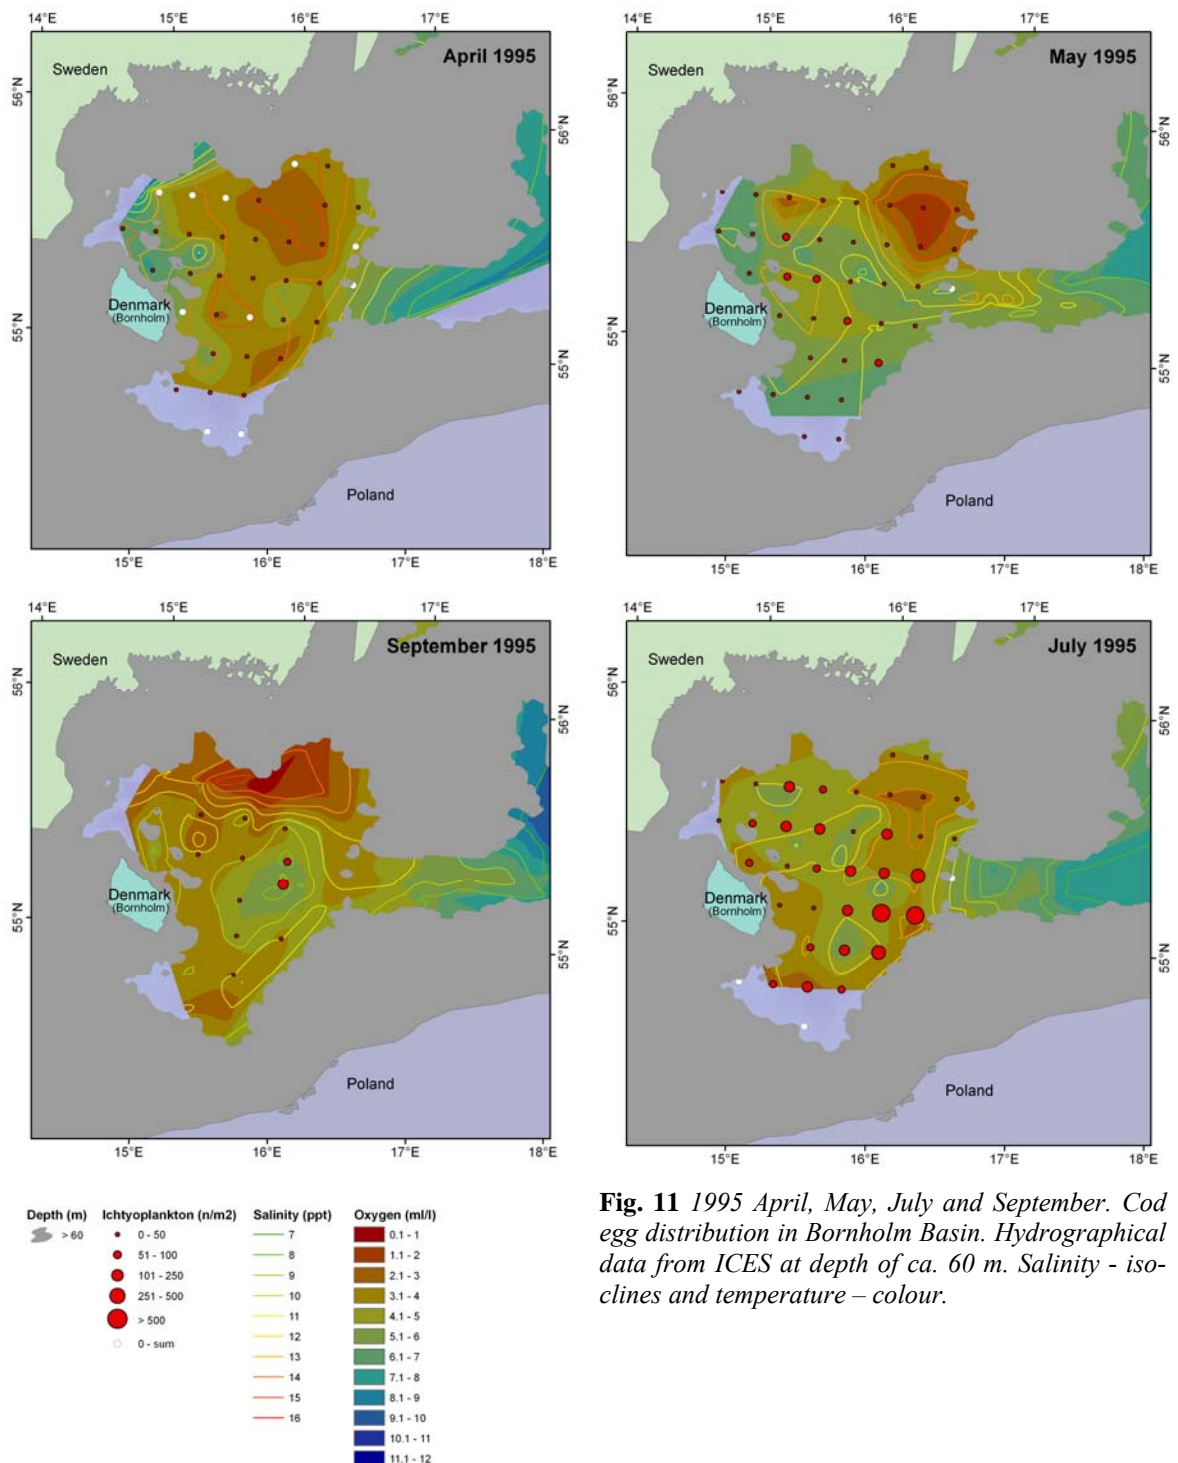 14°E 15°E 16°E 17°E
April 1995
Sweden
56°N
56°N
Denmark
(Bornholm)
55°N
55°N
Poland
15°E 16°E 17°E 18°E
14°E 15°E 16°E 17°E
May 1995
Sweden
56°N
56°N
Denmark
(Bornholm)
55°N
55°N
Poland
15°E 16°E 17°E 18°E
14°E 15°E 16°E 17°E
September 1995
Sweden
56°N
56°N
Denmark
(Bornholm)
55°N
55°N
Poland
15°E 16°E 17°E 18°E
14°E 15°E 16°E 17°E
July 1995
Sweden
56°N
56°N
Denmark
(Bornholm)
55°N
55°N
Poland
15°E 16°E 17°E 18°E
Depth (m)
> 60
Ichtyoplankton (n/m2)
0 - 50
51 - 100
101 - 250
251 - 500
> 500
0 - sum
Salinity (ppt)
7
8
9
10
11
12
13
14
15
16
Oxygen (ml/l)
0.1 - 1
1.1 - 2
2.1 - 3
3.1 - 4
4.1 - 5
5.1 - 6
6.1 - 7
7.1 - 8
8.1 - 9
9.1 - 10
10.1 - 11
11.1 - 12
Fig. 11 1995 April, May, July and September. Cod
egg distribution in Bornholm Basin. Hydrographical
data from ICES at depth of ca. 60 m. Salinity - iso-
clines and temperature – colour.